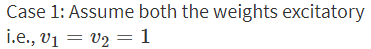 Case 1: Assume both the weights excitatory
i.e., v₁ = v₂ = 1